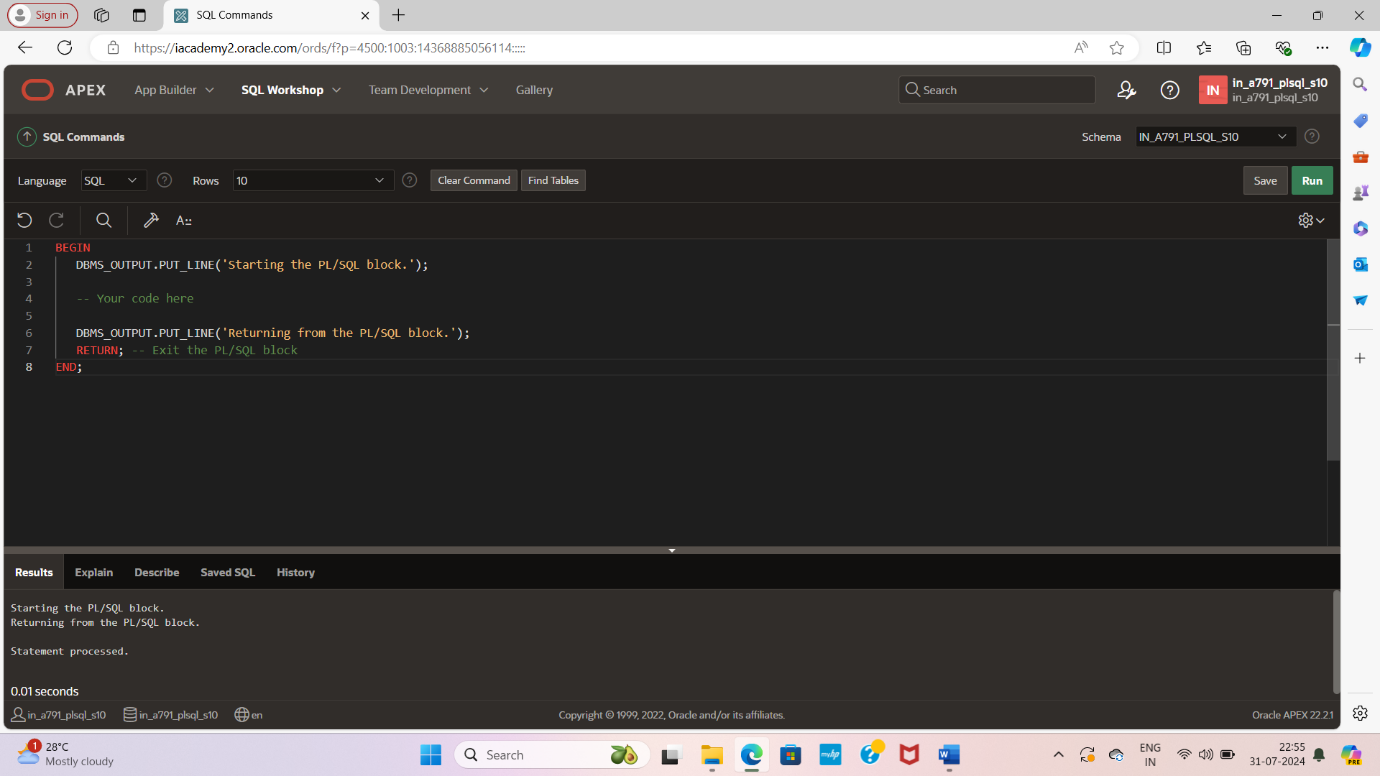 Sign in
SQL Commands
https://iacademy2.oracle.com/ords/f?p=4500:1003:14368885056114:::::
APEX App Builder SQL Workshop Team Development Gallery Search IN in_a791_plsql_s10
in_a791_plsql_s10
SQL Commands Schema IN_A791_PLSQL_S10
Language SQL Rows 10 Clear Command Find Tables Save Run
A::
1 BEGIN
2 DBMS_OUTPUT.PUT_LINE('Starting the PL/SQL block.');
3
4 -- Your code here
5
6 DBMS_OUTPUT.PUT_LINE('Returning from the PL/SQL block.');
7 RETURN; -- Exit the PL/SQL block
8 END;
Results Explain Describe Saved SQL History
Starting the PL/SQL block.
Returning from the PL/SQL block.
Statement processed.
0.01 seconds
in_a791_plsql_s10 in_a791_plsql_s10 en Copyright © 1999, 2022, Oracle and/or its affiliates. Oracle APEX 22.2.1
1 28°C
Mostly cloudy
Search
myhp
ENG
IN
22:55
31-07-2024
PRE